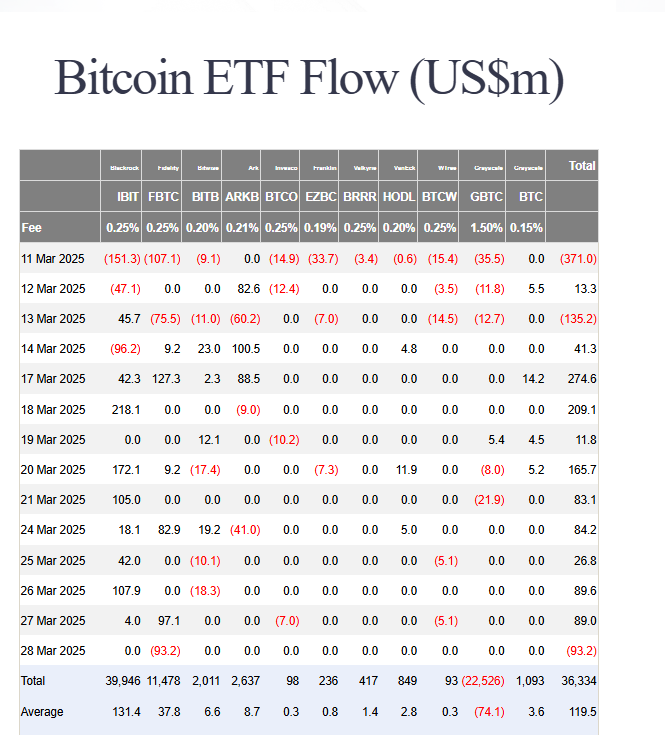 Bitcoin ETF Flow (US$m)
Blackrock Fidelity Bitwise Ark Invesco Franklin Valkyrie VanEck WTree Grayscale Grayscale Total
IBIT FBTC BITB ARKB BTCO EZBC BRRR HODL BTCW GBTC BTC
Fee 0.25% 0.25% 0.20% 0.21% 0.25% 0.19% 0.25% 0.20% 0.25% 1.50% 0.15%
11 Mar 2025 (151.3) (107.1) (9.1) 0.0 (14.9) (33.7) (3.4) (0.6) (15.4) (35.5) 0.0 (371.0)
12 Mar 2025 (47.1) 0.0 0.0 82.6 (12.4) 0.0 0.0 0.0 (3.5) (11.8) 5.5 13.3
13 Mar 2025 45.7 (75.5) (11.0) (60.2) 0.0 (7.0) 0.0 0.0 (14.5) (12.7) 0.0 (135.2)
14 Mar 2025 (96.2) 9.2 23.0 100.5 0.0 0.0 0.0 4.8 0.0 0.0 0.0 41.3
17 Mar 2025 42.3 127.3 2.3 88.5 0.0 0.0 0.0 0.0 0.0 0.0 14.2 274.6
18 Mar 2025 218.1 0.0 0.0 (9.0) 0.0 0.0 0.0 0.0 0.0 0.0 0.0 209.1
19 Mar 2025 0.0 0.0 12.1 0.0 (10.2) 0.0 0.0 0.0 0.0 5.4 4.5 11.8
20 Mar 2025 172.1 9.2 (17.4) 0.0 0.0 (7.3) 0.0 11.9 0.0 (8.0) 5.2 165.7
21 Mar 2025 105.0 0.0 0.0 0.0 0.0 0.0 0.0 0.0 0.0 (21.9) 0.0 83.1
24 Mar 2025 18.1 82.9 19.2 (41.0) 0.0 0.0 0.0 5.0 0.0 0.0 0.0 84.2
25 Mar 2025 42.0 0.0 (10.1) 0.0 0.0 0.0 0.0 0.0 (5.1) 0.0 0.0 26.8
26 Mar 2025 107.9 0.0 (18.3) 0.0 0.0 0.0 0.0 0.0 0.0 0.0 0.0 89.6
27 Mar 2025 4.0 97.1 0.0 0.0 (7.0) 0.0 0.0 0.0 (5.1) 0.0 0.0 89.0
28 Mar 2025 0.0 (93.2) 0.0 0.0 0.0 0.0 0.0 0.0 0.0 0.0 0.0 (93.2)
Total 39,946 11,478 2,011 2,637 98 236 417 849 93 (22,526) 1,093 36,334
Average 131.4 37.8 6.6 8.7 0.3 0.8 1.4 2.8 0.3 (74.1) 3.6 119.5